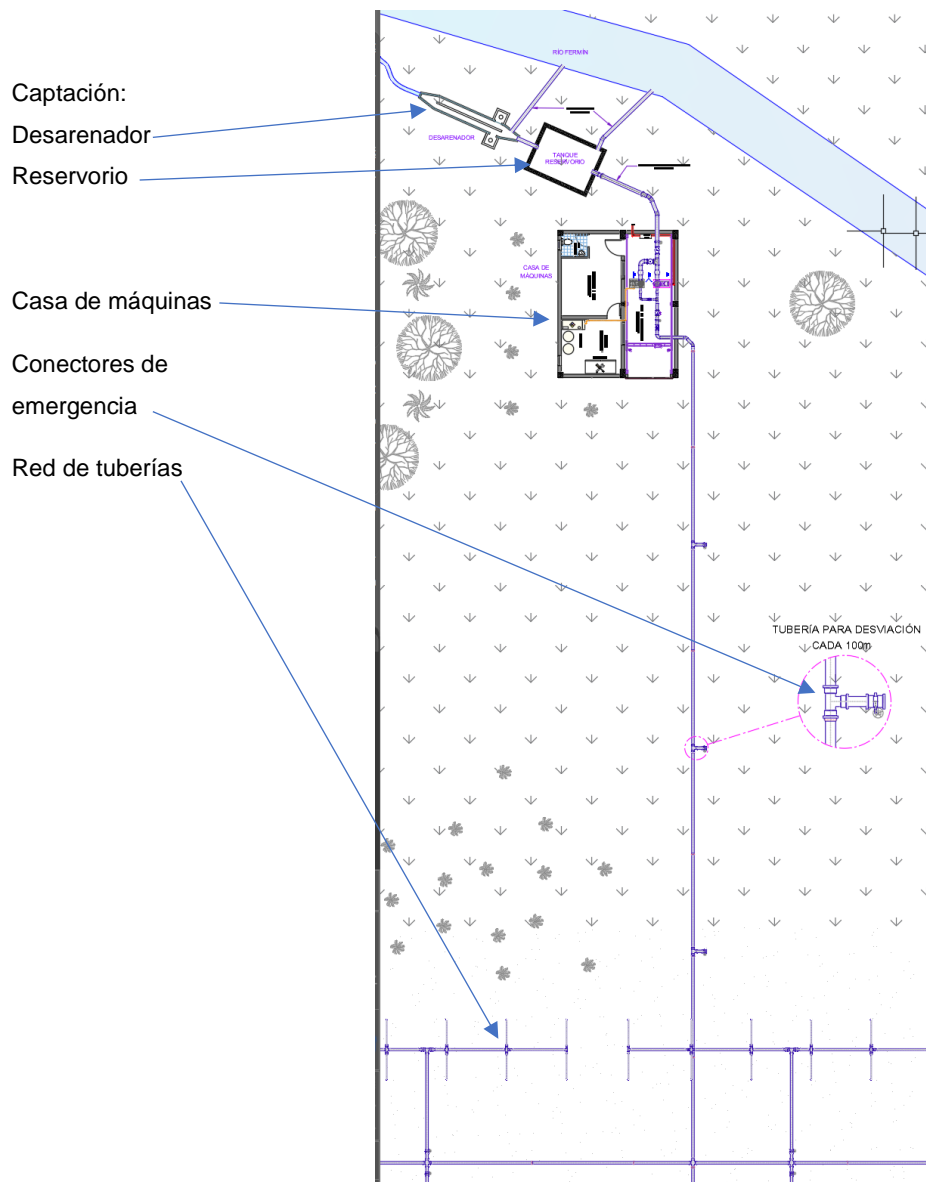 Captación:
Desarenador
Reservorio
Casa de máquinas
Conectores de
emergencia
Red de tuberías
RÍO FERMÍN
DESARENADOR
TANQUE
RESERVORIO
CASA DE
MÁQUINAS
TUBERÍA PARA DESVIACIÓN
CADA 100m